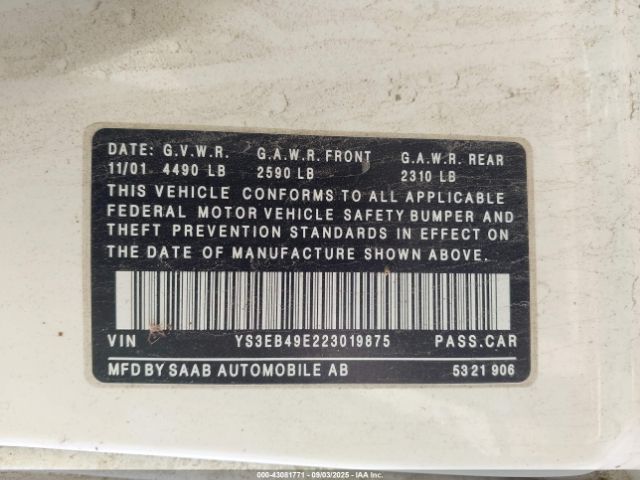 DATE: G.V.W.R. G.A.W.R. FRONT G.A.W.R. REAR
11/01 4490 LB 2590 LB 2310 LB
THIS VEHICLE CONFORMS TO ALL APPLICABLE
FEDERAL MOTOR VEHICLE SAFETY BUMPER AND
THEFT PREVENTION STANDARDS IN EFFECT ON
THE DATE OF MANUFACTURE SHOWN ABOVE.
VIN YS3EB49E223019875 PASS.CAR
MFD BY SAAB AUTOMOBILE AB 5321906
000-43081771 - 09/03/2025 - IAA Inc.